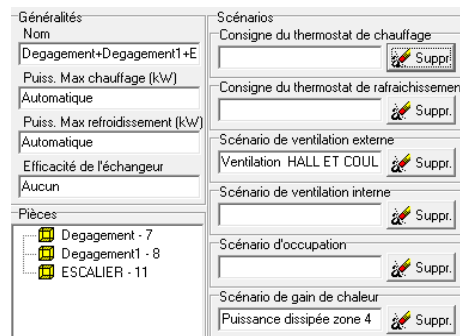 Généralités
Nom
Degagement+Degagement1+E
Puiss. Max chauffage (kW)
Automatique
Puiss. Max refroidissement (kW)
Automatique
Efficacité de l'échangeur
Aucun
Pièces
Degagement - 7
Degagement1 - 8
ESCALIER - 11
Scénarios
Consigne du thermostat de chauffage
Suppr
Consigne du thermostat de rafraichissemen
Suppr.
Scénario de ventilation externe
Ventilation HALL ET COUL
Suppr.
Scénario de ventilation interne
Suppr.
Scénario d'occupation
Suppr.
Scénario de gain de chaleur
Puissance dissipée zone 4
Suppr.